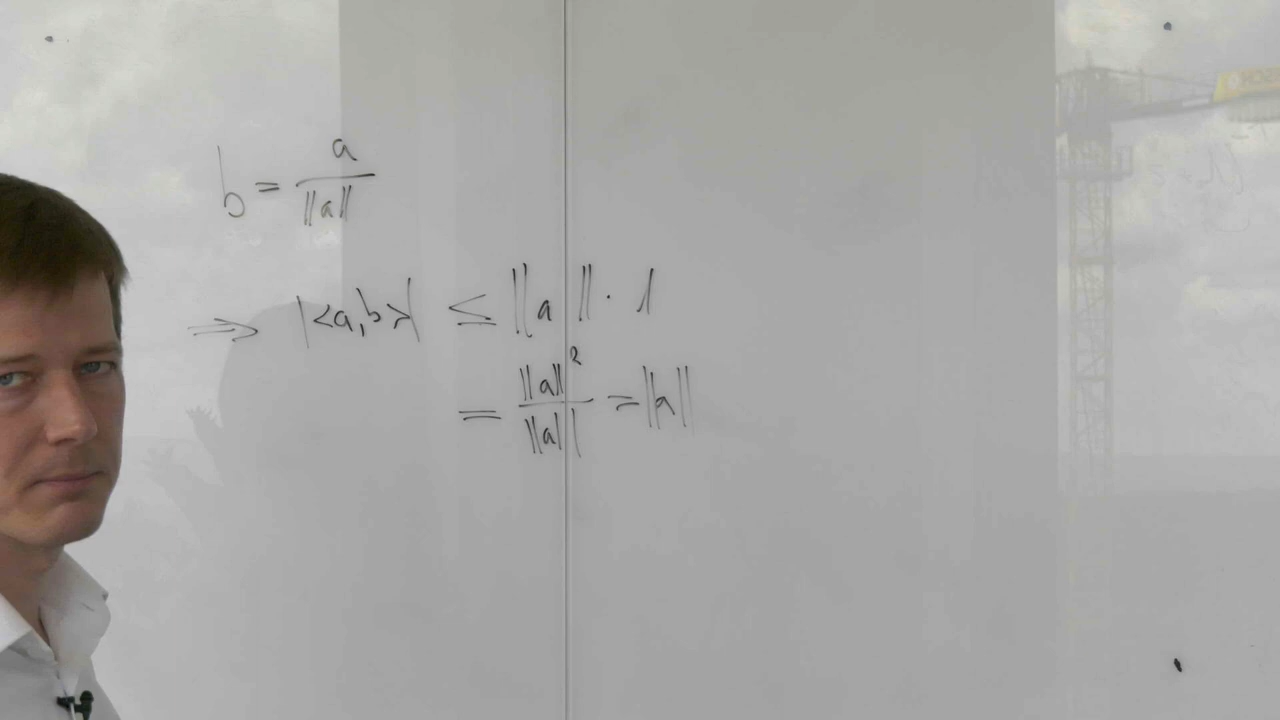 b = a / ||a||
⇒ |<a,b>| ≤ ||a|| · 1
= ||a||² / ||a|| = ||a||